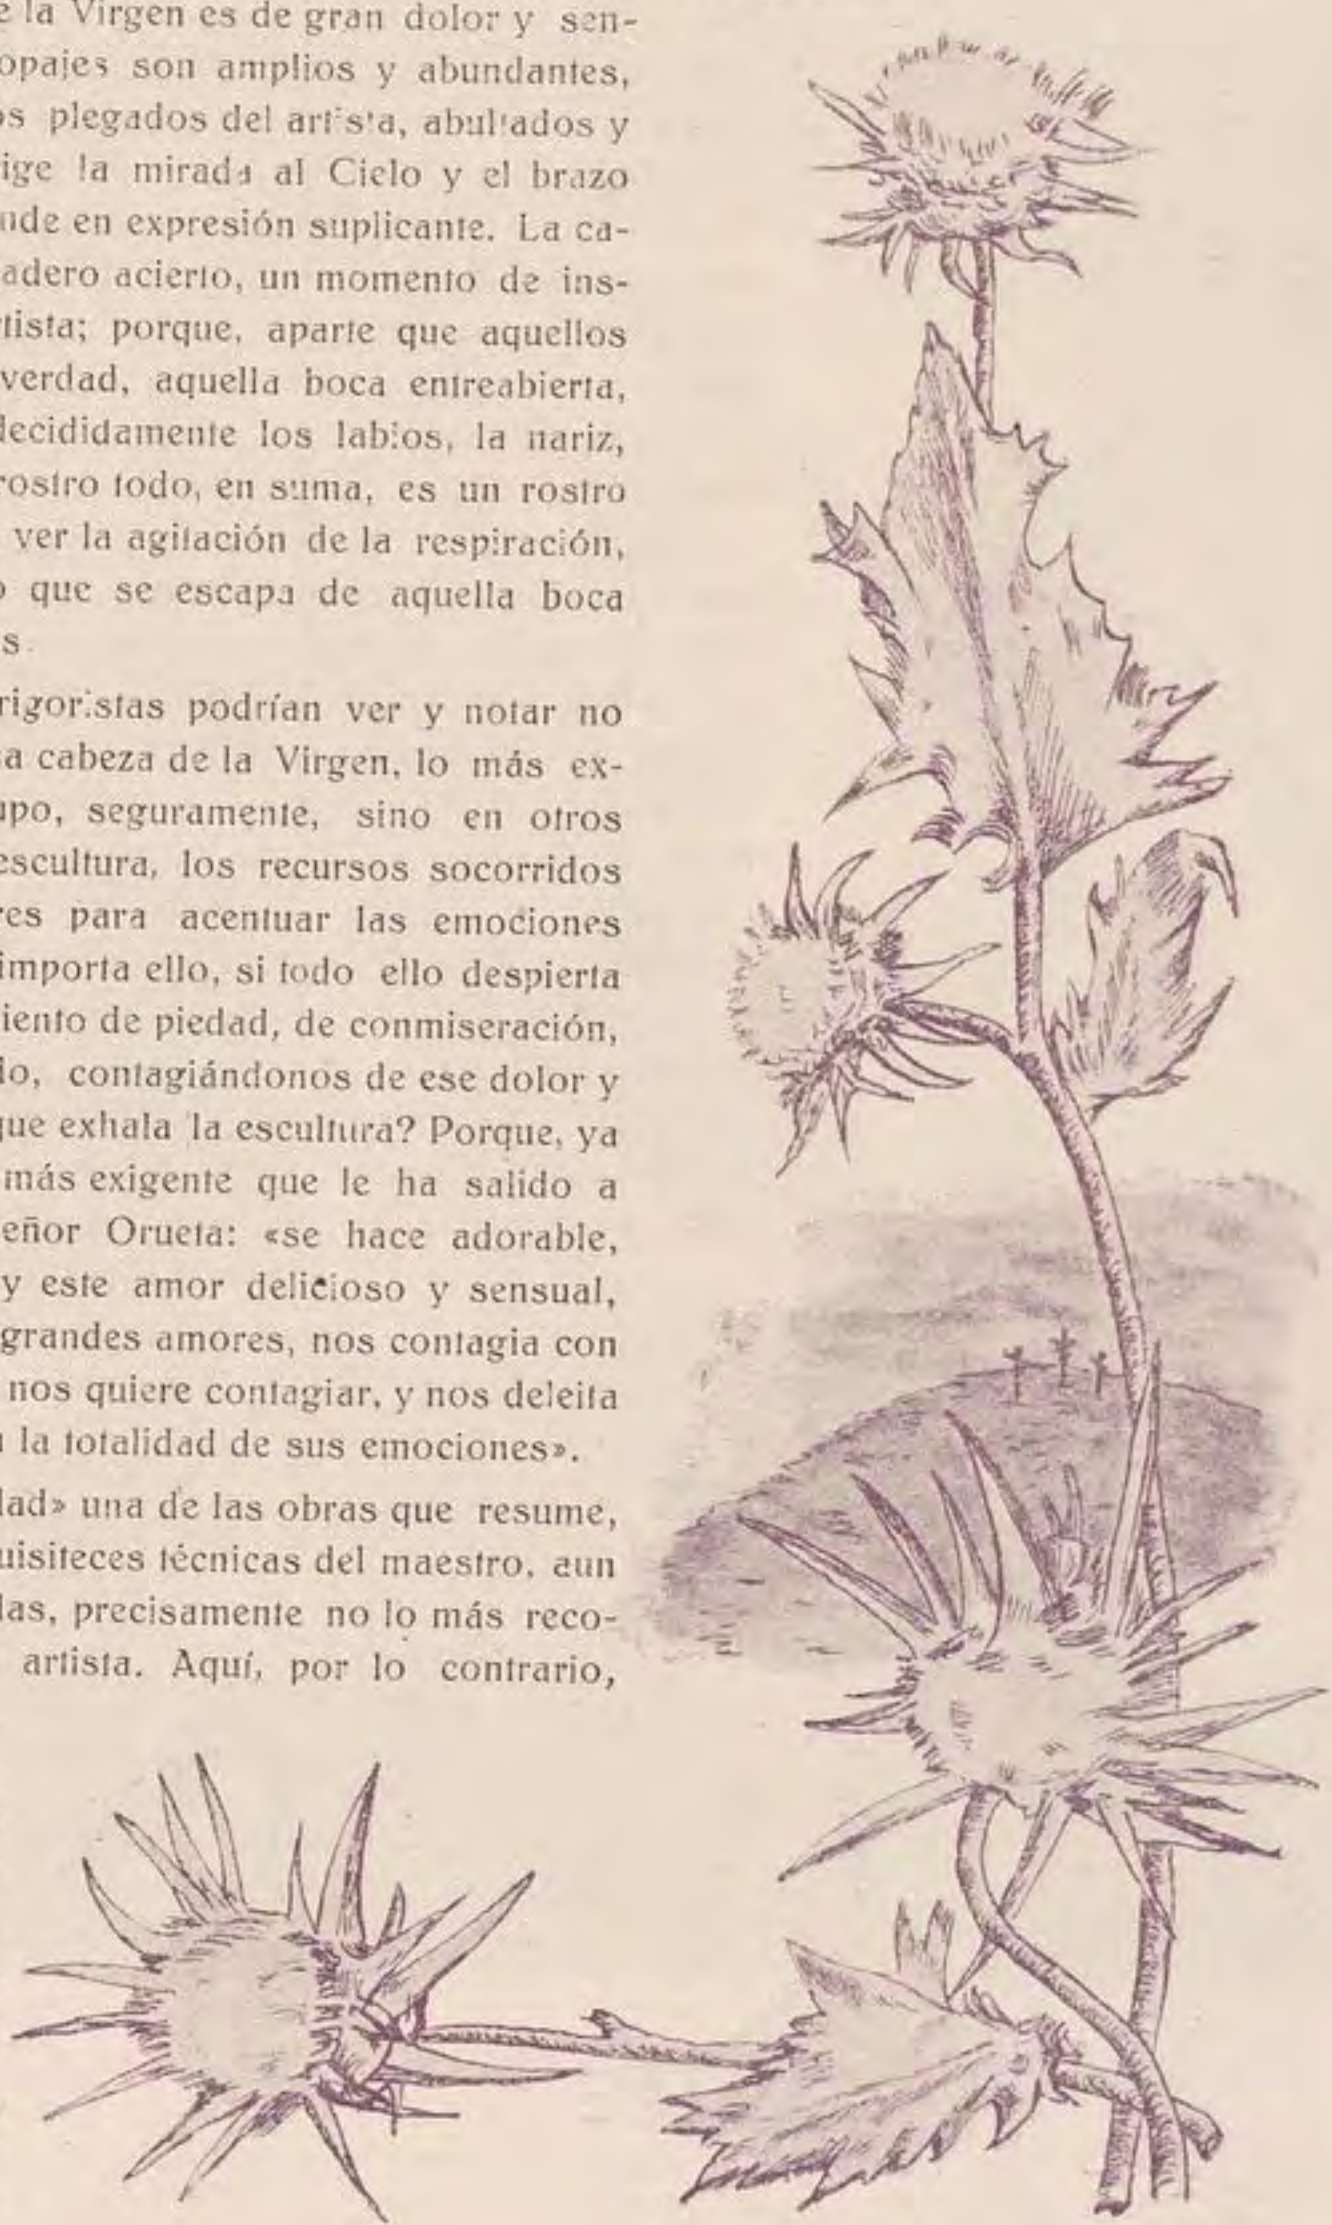 e la Virgen es de gran dolor y sen-
opajes son amplios y abundantes,
os plegados del artista, abultados y
ige la mirada al Cielo y el brazo
nde en expresión suplicante. La ca-
adero acierto, un momento de ins-
tista; porque, aparte que aquellos
verdad, aquella boca entreabierta,
decididamente los labios, la nariz,
rostro todo, en suma, es un rostro
ver la agitación de la respiración,
o que se escapa de aquella boca
s.
rigoristas podrían ver y notar no
a cabeza de la Virgen, lo más ex-
upo, seguramente, sino en otros
escultura, los recursos socorridos
res para acentuar las emociones
importa ello, si todo ello despierta
iento de piedad, de conmiseración,
io, contagiándonos de ese dolor y
que exhala la escultura? Porque, ya
más exigente que le ha salido a
eñor Orueta: «se hace adorable,
y este amor delicioso y sensual,
grandes amores, nos contagia con
nos quiere contagiar, y nos deleita
n la totalidad de sus emociones».
dad» una de las obras que resume,
uisiteces técnicas del maestro, aun
las, precisamente no lo más reco-
artista. Aquí, por lo contrario,